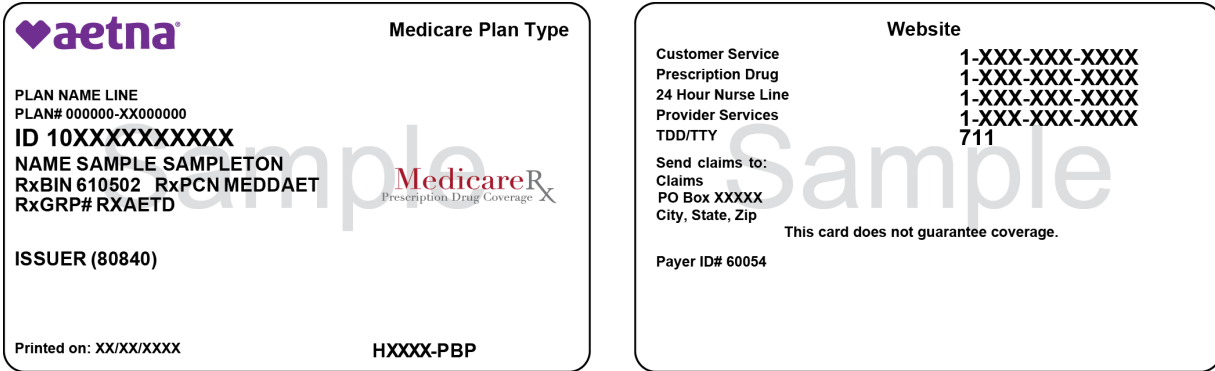 aetna®
Medicare Plan Type
PLAN NAME LINE
PLAN# 000000-XX000000
ID 10XXXXXXXXXX
NAME SAMPLE SAMPLETON
RxBIN 610502 RxPCN MEDDAET
RxGRP# RXAETD
MedicareRx
Prescription Drug Coverage
Sample
ISSUER (80840)
Printed on: XX/XX/XXXX
HXXXX-PBP
Website
Customer Service 1-XXX-XXX-XXXX
Prescription Drug 1-XXX-XXX-XXXX
24 Hour Nurse Line 1-XXX-XXX-XXXX
Provider Services 1-XXX-XXX-XXXX
TDD/TTY 711
Sample
Send claims to:
Claims
PO Box XXXXX
City, State, Zip
This card does not guarantee coverage.
Payer ID# 60054